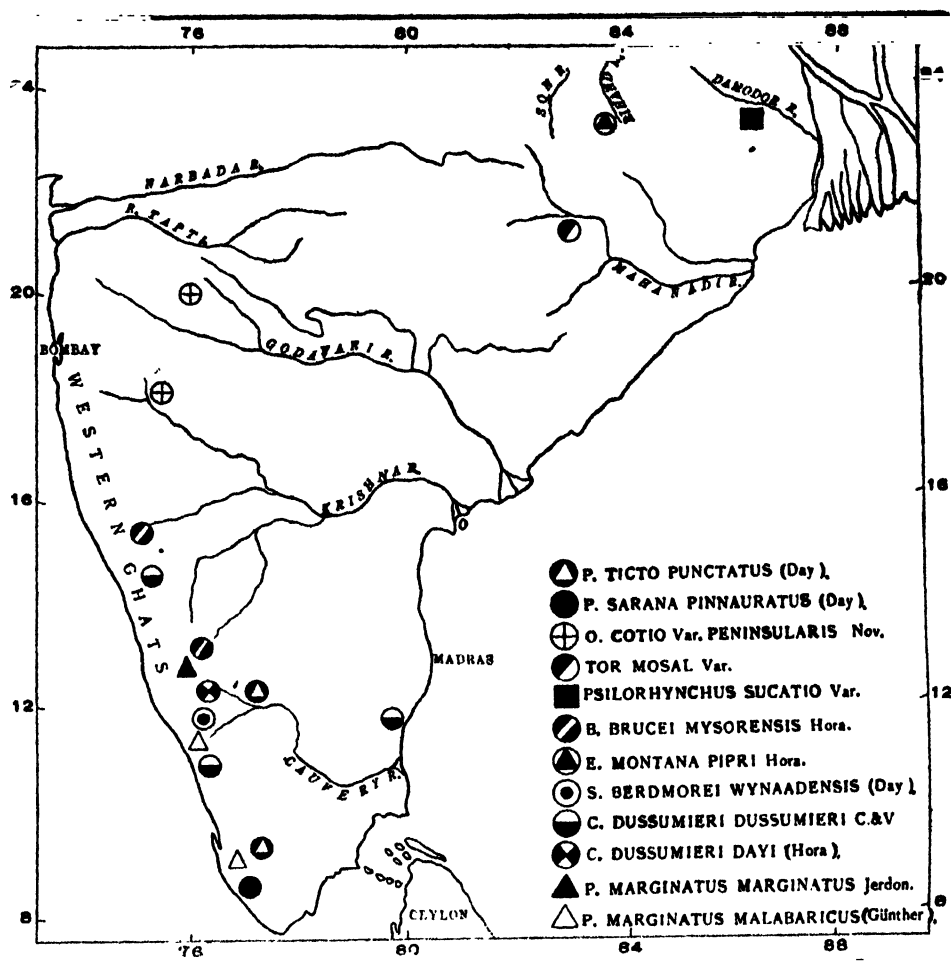 76 80 84 88
24 24
SON R.
DAMODOR R.
NARBADA R.
R. TAPTI
MAHANADI R.
20 20
GODAVARI R.
BOMBAY
WESTERN GHATS
KRISHNA R.
16 16
P. TICTO PUNCTATUS (Day).
P. SARANA PINNAURATUS (Day).
O. COTIO Var. PENINSULARIS Nov.
TOR MOSAL Var.
PSILORHYNCHUS SUCATIO Var.
B. BRUCEI MYSORENSIS Hora.
E. MONTANA PIPRI Hora.
S. BERDMOREI WYNAADENSIS (Day).
C. DUSSUMIERI DUSSUMIERI C.&V
C. DUSSUMIERI DAYI (Hora).
P. MARGINATUS MARGINATUS Jerdon.
P. MARGINATUS MALABARICUS (Günther).
MADRAS
12 12
CAUVERY R.
CEYLON
8 8
76 80 84 88